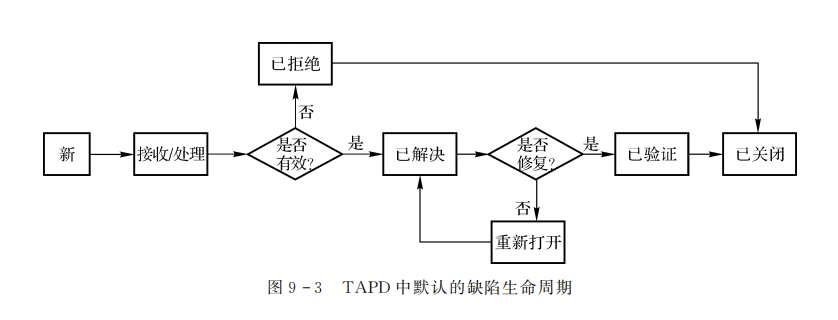 已拒绝
否
新
接收/处理
是否
有效?
是
已解决
是否
修复?
是
已验证
已关闭
否
重新打开
图 9-3 TAPD 中默认的缺陷生命周期